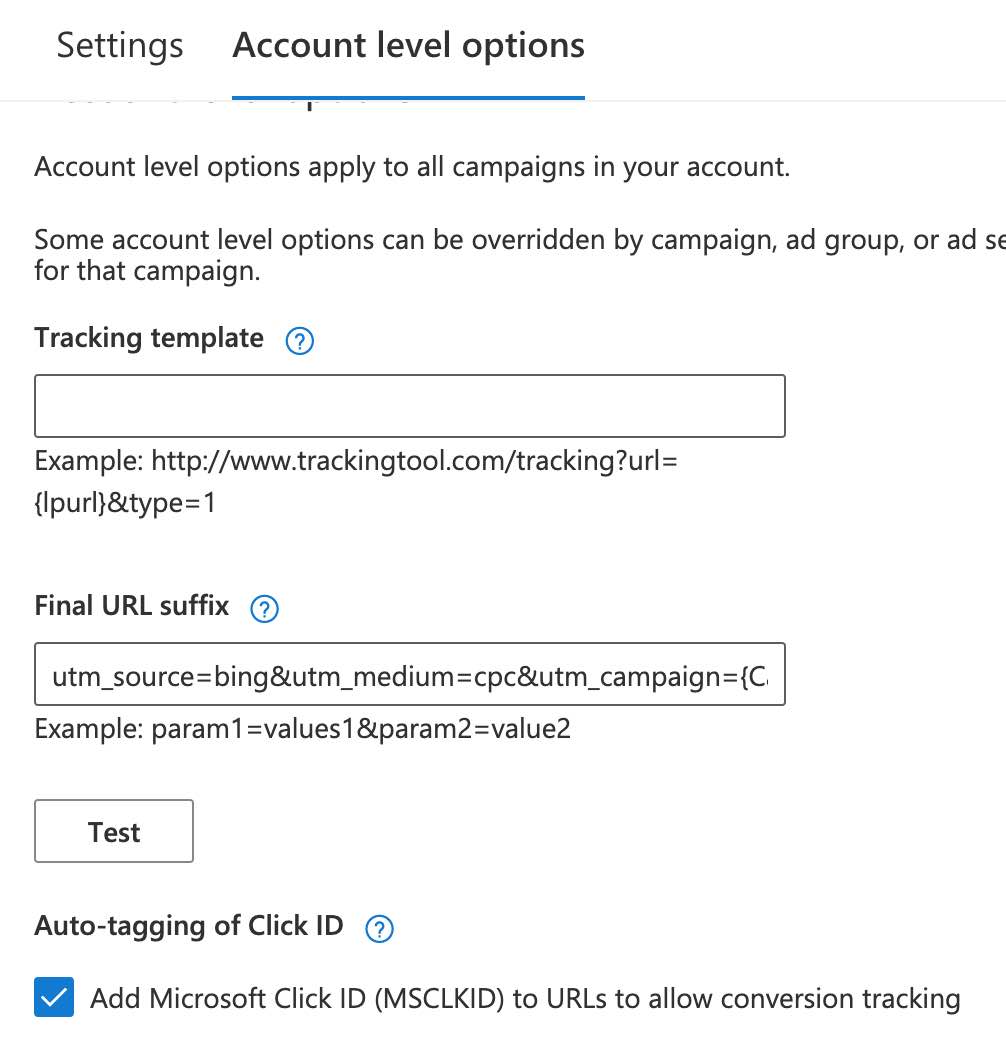 Settings Account level options
Account level options apply to all campaigns in your account.
Some account level options can be overridden by campaign, ad group, or ad se
for that campaign.
Tracking template ?
Example: http://www.trackingtool.com/tracking?url=
{lpurl}&type=1
Final URL suffix ?
utm_source=bing&utm_medium=cpc&utm_campaign={C
Example: param1=values1&param2=value2
Test
Auto-tagging of Click ID ?
Add Microsoft Click ID (MSCLKID) to URLs to allow conversion tracking